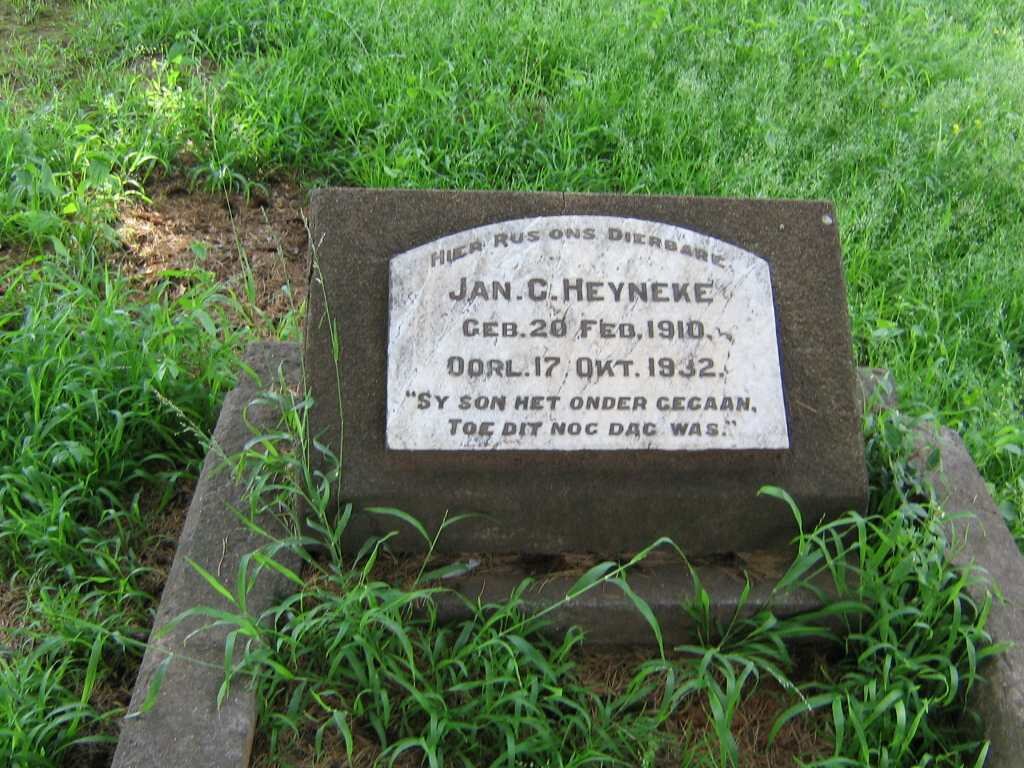 HIER RUS ONS DIERBARE
JAN. C. HEYNEKE
GEB. 20 FEB. 1910.
OORL. 17 OKT. 1932.
"SY SON HET ONDER GEGAAN,
TOE DIT NOG DAG WAS."